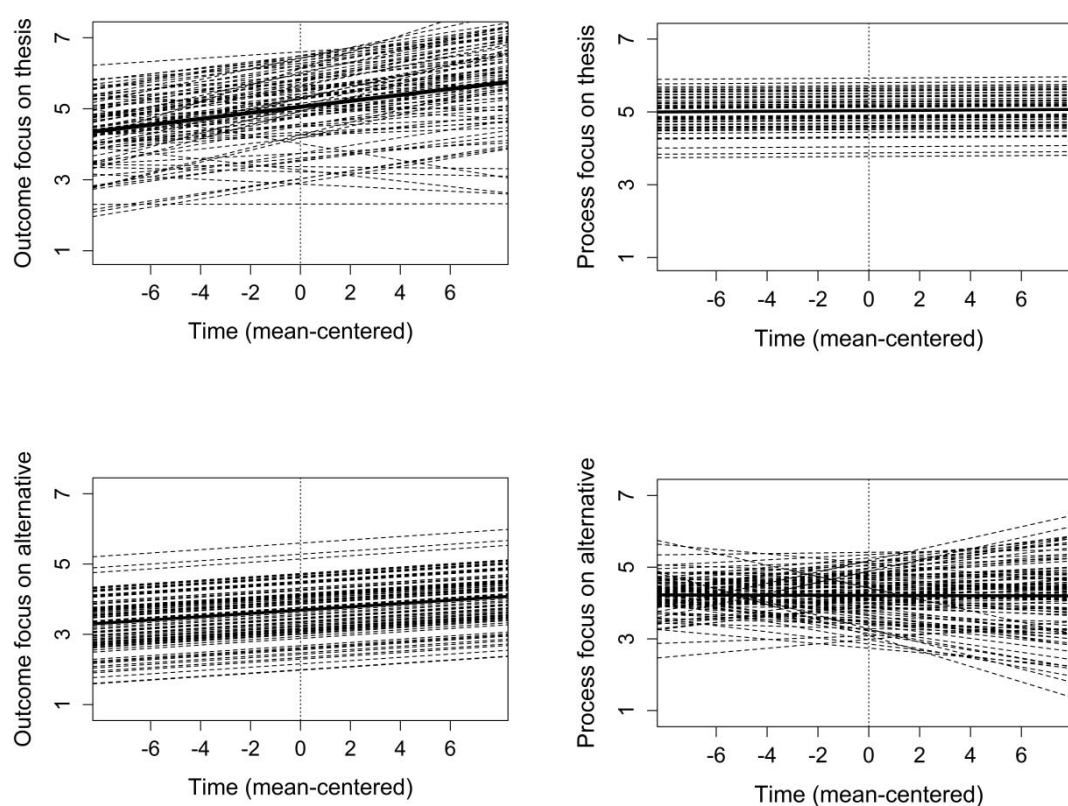 Outcome focus on thesis
7
5
3
1
-6 -4 -2 0 2 4 6
Time (mean-centered)
Process focus on thesis
7
5
3
1
-6 -4 -2 0 2 4 6
Time (mean-centered)
Outcome focus on alternative
7
5
3
1
-6 -4 -2 0 2 4 6
Time (mean-centered)
Process focus on alternative
7
5
3
1
-6 -4 -2 0 2 4 6
Time (mean-centered)